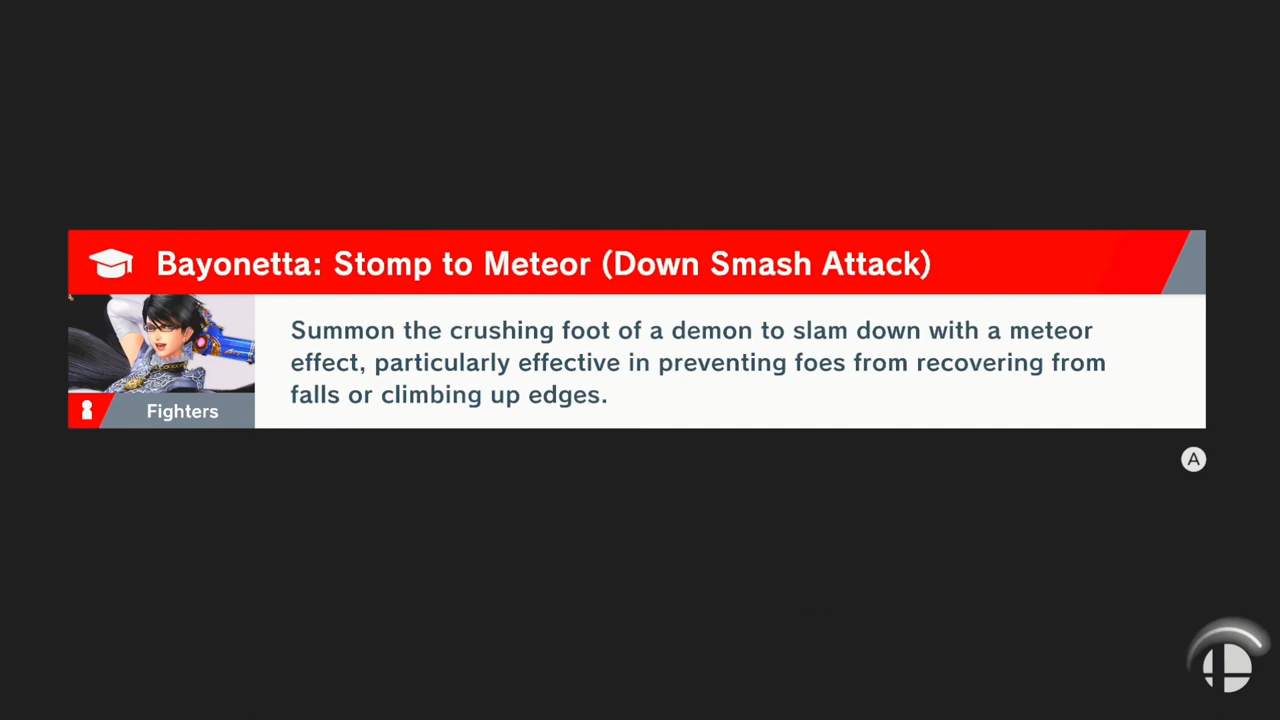 Bayonetta: Stomp to Meteor (Down Smash Attack)
Summon the crushing foot of a demon to slam down with a meteor
effect, particularly effective in preventing foes from recovering from
falls or climbing up edges.
Fighters
A